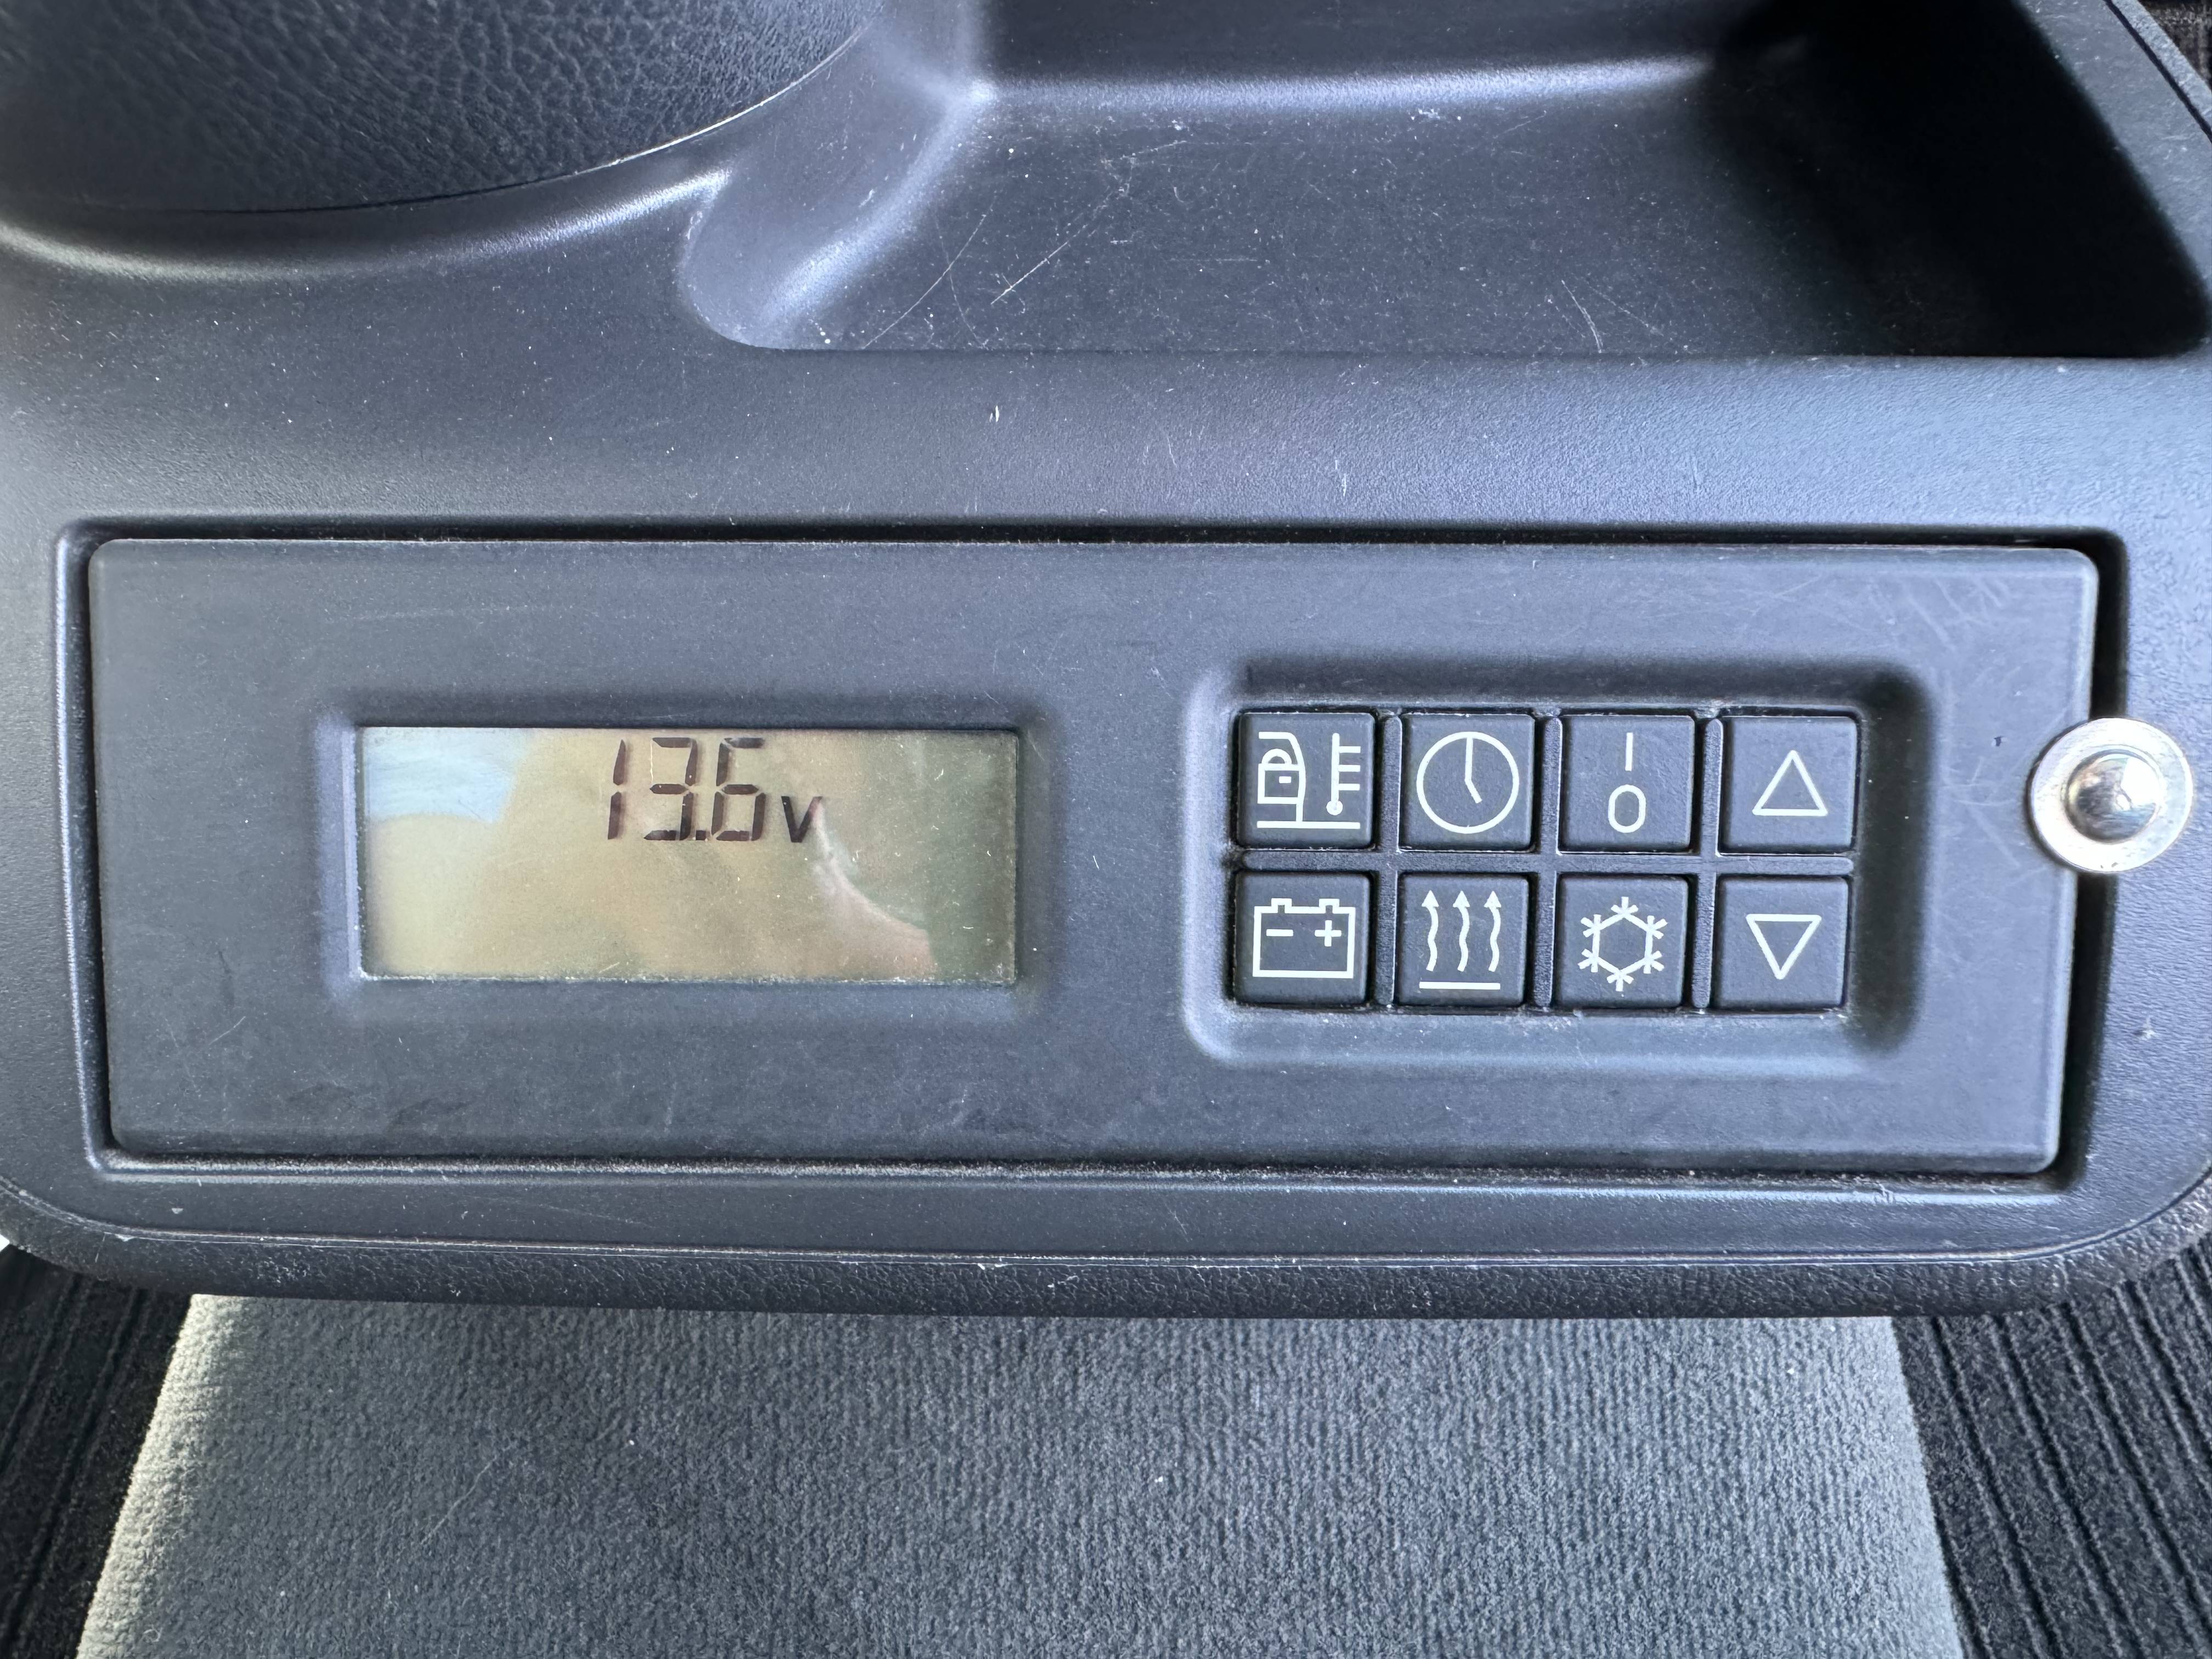 13.6v
I
O
- +